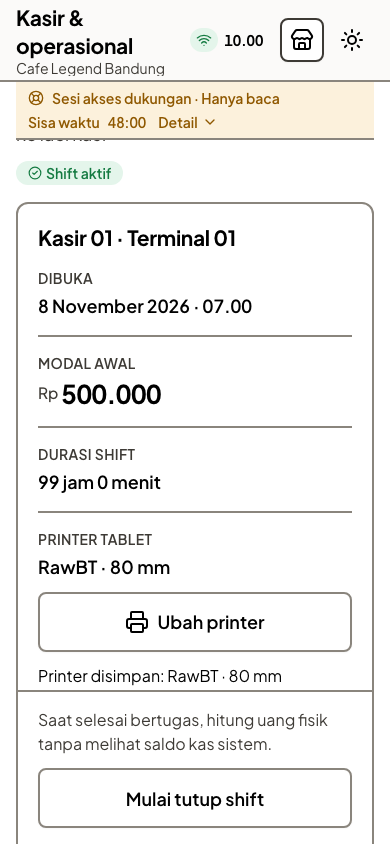 Kasir &
operasional
Cafe Legend Bandung
10.00
Sesi akses dukungan · Hanya baca
Sisa waktu 48:00 Detail
Shift aktif
Kasir 01 · Terminal 01
DIBUKA
8 November 2026 · 07.00
MODAL AWAL
Rp 500.000
DURASI SHIFT
99 jam 0 menit
PRINTER TABLET
RawBT · 80 mm
Ubah printer
Printer disimpan: RawBT · 80 mm
Saat selesai bertugas, hitung uang fisik
tanpa melihat saldo kas sistem.
Mulai tutup shift